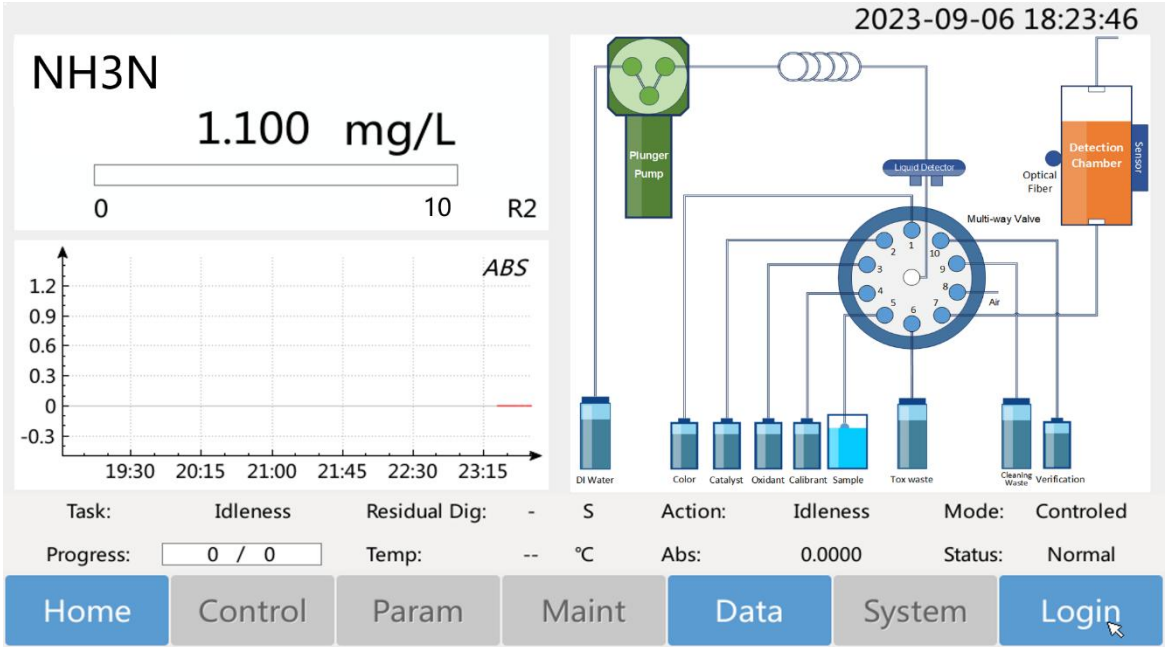 2023-09-06 18:23:46
NH3N
1.100 mg/L
0 10 R2
ABS
1.2
0.9
0.6
0.3
0
-0.3
19:30 20:15 21:00 21:45 22:30 23:15
Plunger
Pump
Liquid Detector
Detection
Chamber
Sensor
Optical
Fiber
Multi-way Valve
1
2
3
4
5
6
7
8
9
10
Air
DI Water
Color
Catalyst
Oxidant
Calibrant
Sample
Tox waste
Cleaning
Waste
Verification
Task: Idleness Residual Dig: - S Action: Idleness Mode: Controled
Progress: 0 / 0 Temp: -- °C Abs: 0.0000 Status: Normal
Home Control Param Maint Data System Login